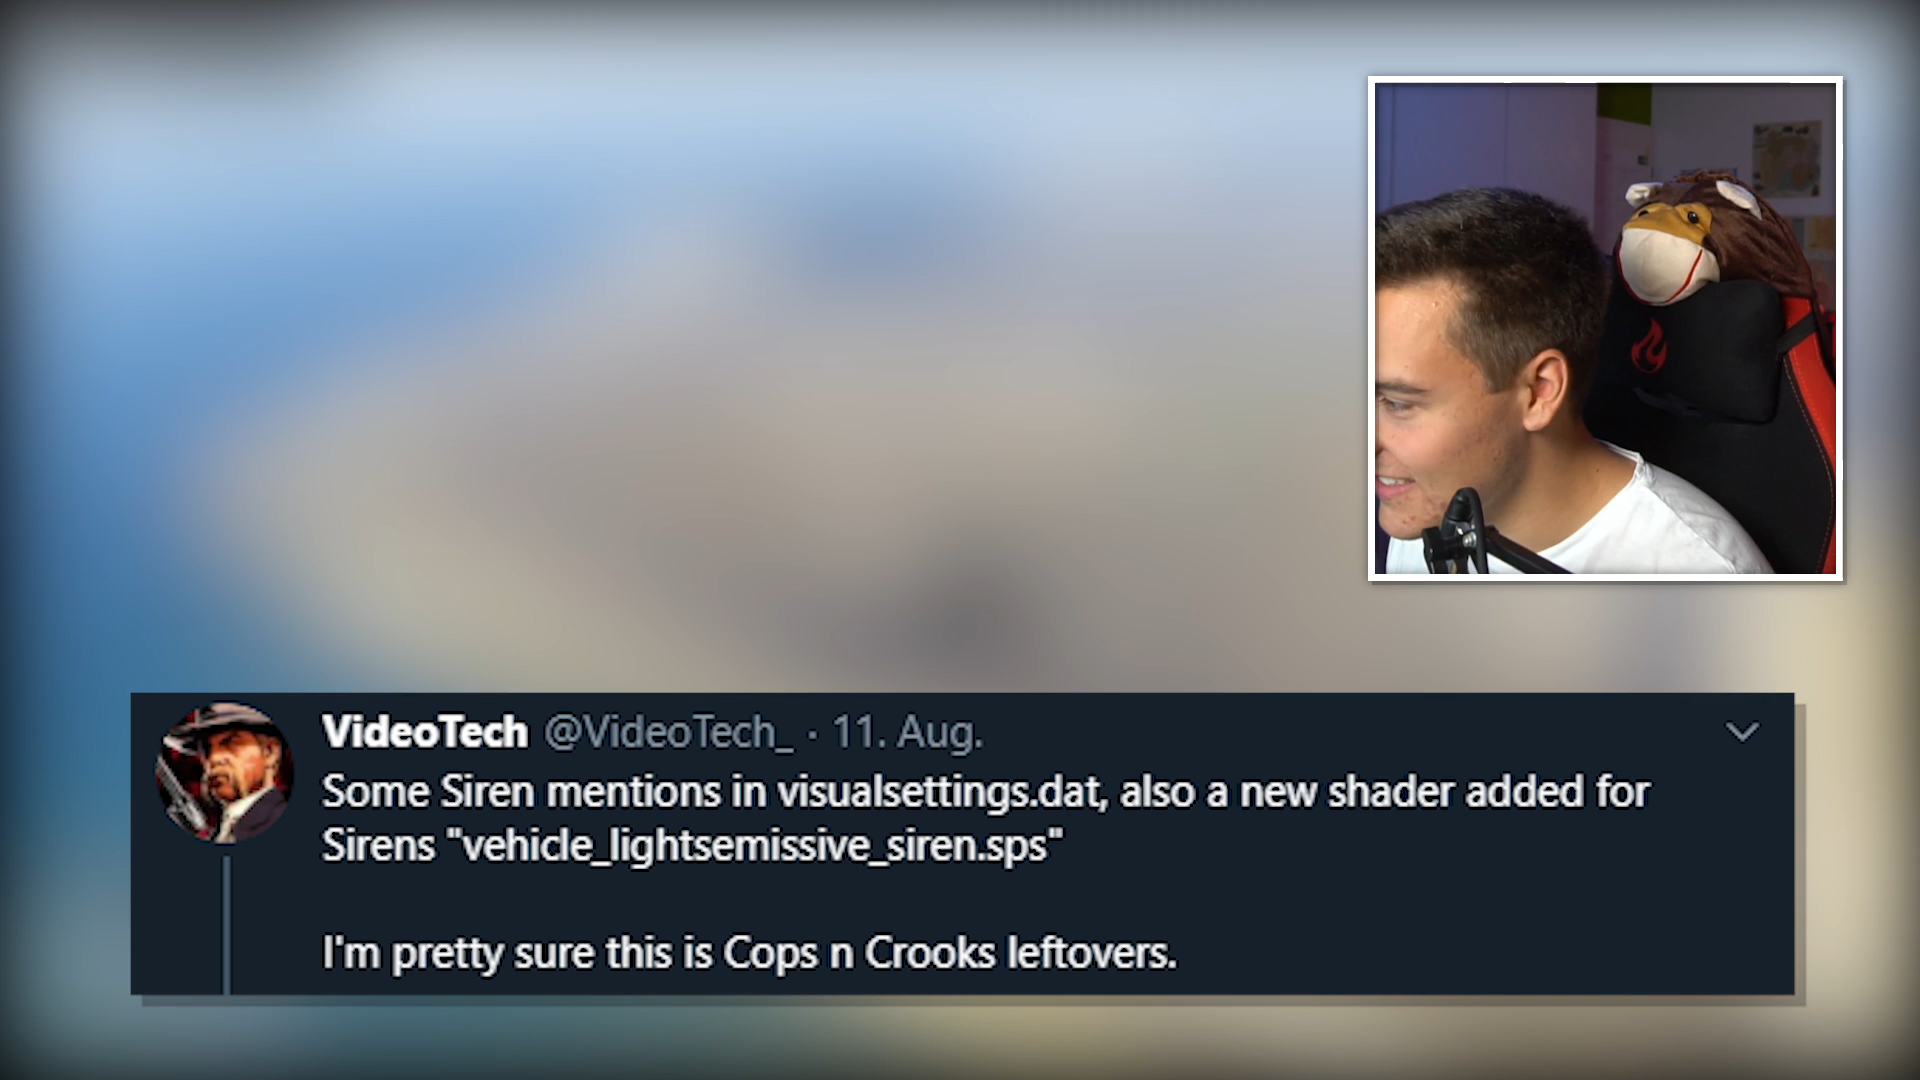 VideoTech @VideoTech_ · 11. Aug.
Some Siren mentions in visualsettings.dat, also a new shader added for
Sirens "vehicle_lightsemissive_siren.sps"
I'm pretty sure this is Cops n Crooks leftovers.